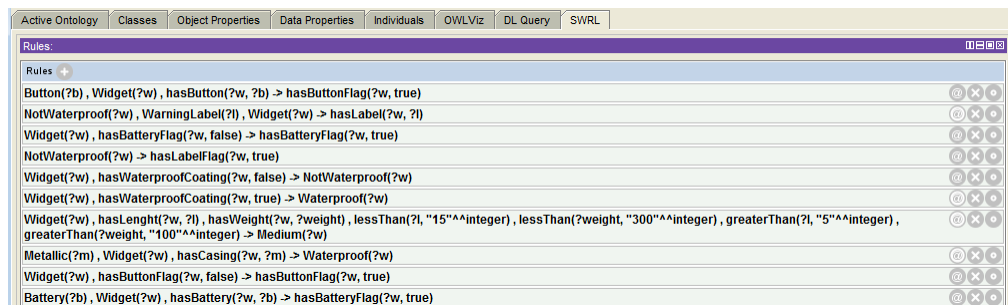 Active Ontology Classes Object Properties Data Properties Individuals OWLViz DL Query SWRL
Rules:
Rules
Button(?b) , Widget(?w) , hasButton(?w, ?b) -> hasButtonFlag(?w, true)
NotWaterproof(?w) , WarningLabel(?l) , Widget(?w) -> hasLabel(?w, ?l)
Widget(?w) , hasBatteryFlag(?w, false) -> hasBatteryFlag(?w, true)
NotWaterproof(?w) -> hasLabelFlag(?w, true)
Widget(?w) , hasWaterproofCoating(?w, false) -> NotWaterproof(?w)
Widget(?w) , hasWaterproofCoating(?w, true) -> Waterproof(?w)
Widget(?w) , hasLenght(?w, ?l) , hasWeight(?w, ?weight) , lessThan(?l, "15"^^integer) , lessThan(?weight, "300"^^integer) , greaterThan(?l, "5"^^integer) ,
greaterThan(?weight, "100"^^integer) -> Medium(?w)
Metallic(?m) , Widget(?w) , hasCasing(?w, ?m) -> Waterproof(?w)
Widget(?w) , hasButtonFlag(?w, false) -> hasButtonFlag(?w, true)
Battery(?b) , Widget(?w) , hasBattery(?w, ?b) -> hasBatteryFlag(?w, true)